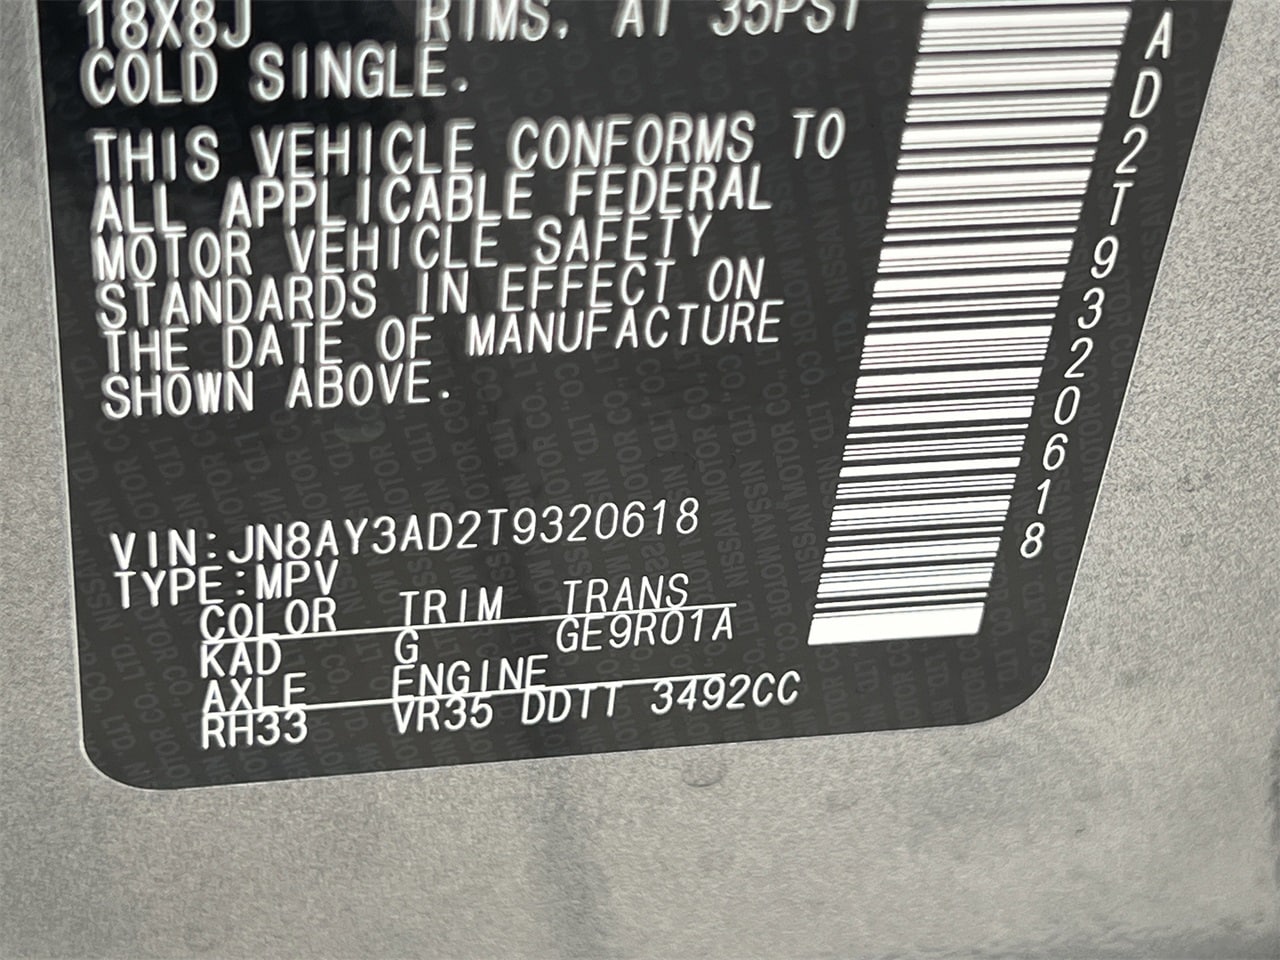 18X8J RIMS. AT 35PSI
COLD SINGLE.
THIS VEHICLE CONFORMS TO
ALL APPLICABLE FEDERAL
MOTOR VEHICLE SAFETY
STANDARDS IN EFFECT ON
THE DATE OF MANUFACTURE
SHOWN ABOVE.
VIN:JN8AY3AD2T9320618
TYPE:MPV
COLOR TRIM TRANS
KAD G GE9R01A
AXLE ENGINE
RH33 VR35 DDTT 3492CC
AD2T9320618